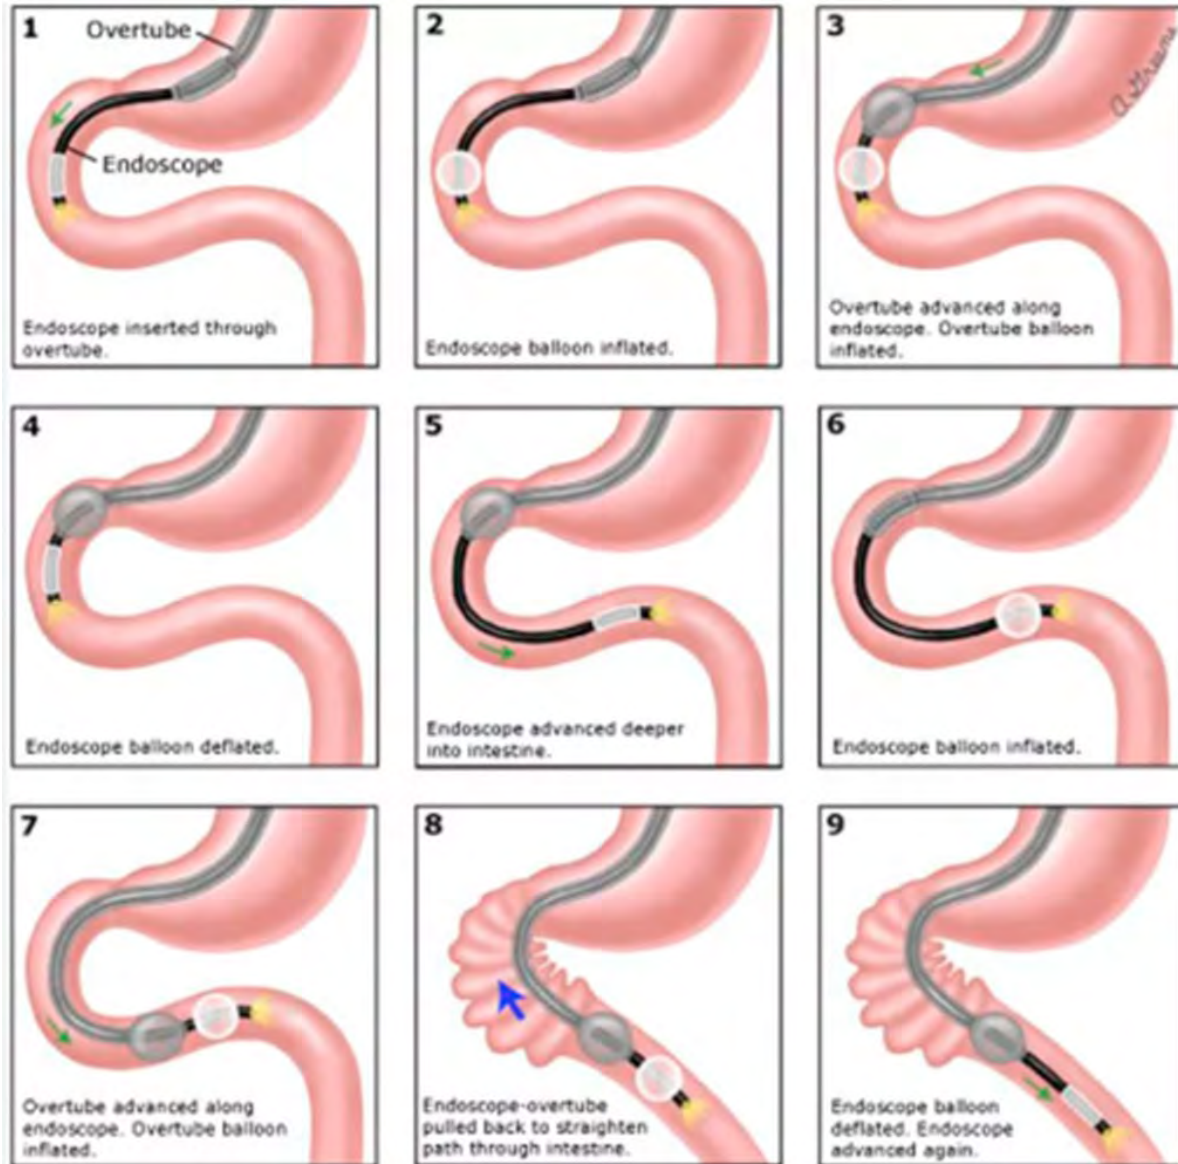 1
Overtube
Endoscope
Endoscope inserted through
overtube.
2
Endoscope balloon inflated.
3
Overtube advanced along
endoscope. Overtube balloon
inflated.
4
Endoscope balloon deflated.
5
Endoscope advanced deeper
into intestine.
6
Endoscope balloon inflated.
7
Overtube advanced along
endoscope. Overtube balloon
inflated.
8
Endoscope-overtube
pulled back to straighten
path through intestine.
9
Endoscope balloon
deflated. Endoscope
advanced again.